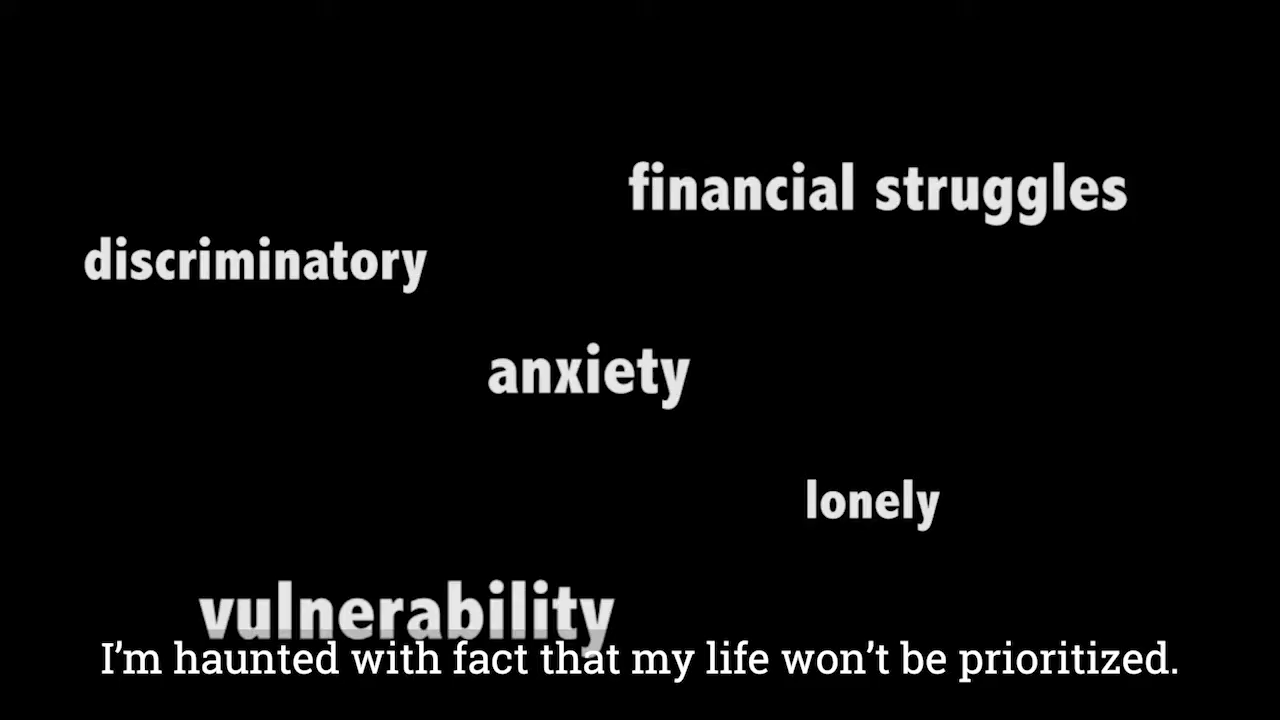 financial struggles
discriminatory
anxiety
lonely
vulnerability
I’m haunted with fact that my life won’t be prioritized.